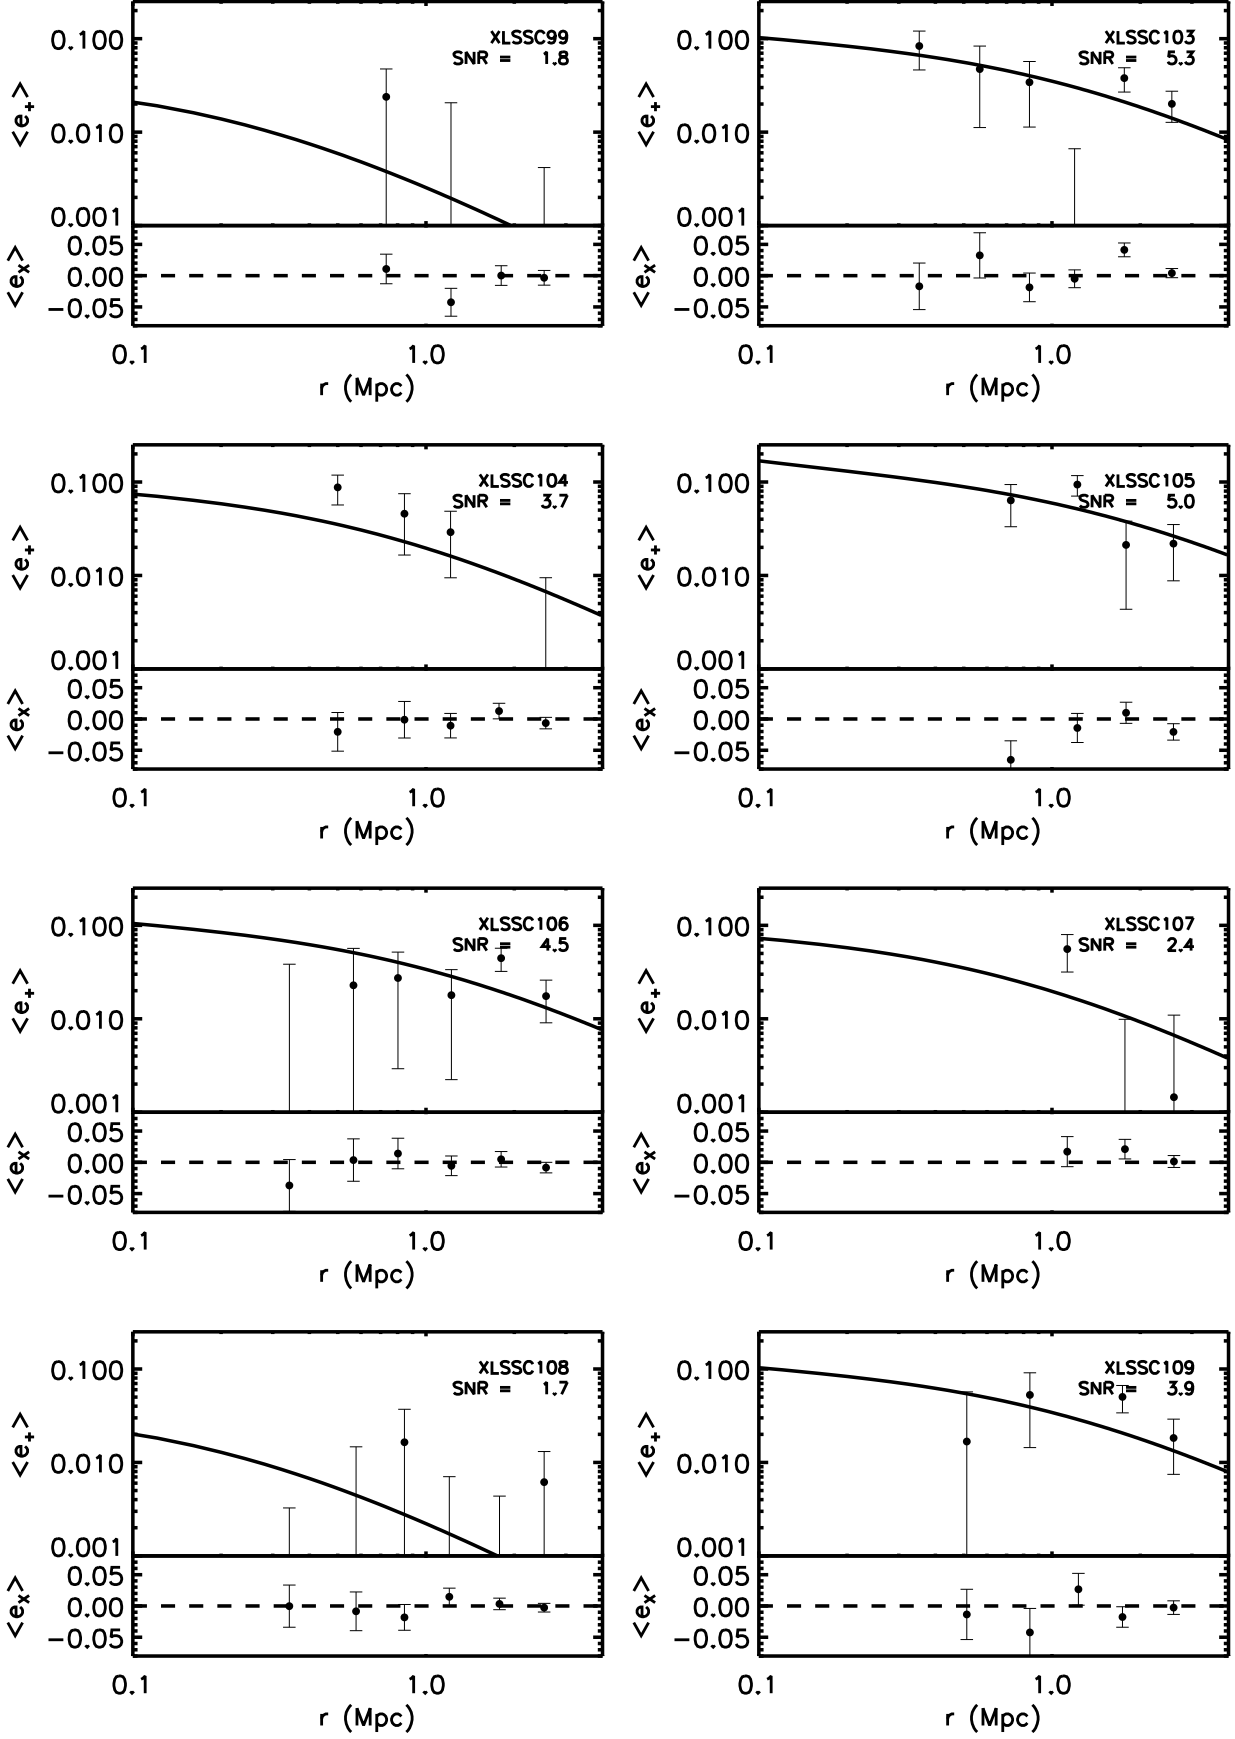 XLSSC99
SNR = 1.8
0.100
0.010
0.001
<e+>
0.05
0.00
−0.05
<ex>
0.1 1.0
r (Mpc)
XLSSC103
SNR = 5.3
0.100
0.010
0.001
<e+>
0.05
0.00
−0.05
<ex>
0.1 1.0
r (Mpc)
XLSSC104
SNR = 3.7
0.100
0.010
0.001
<e+>
0.05
0.00
−0.05
<ex>
0.1 1.0
r (Mpc)
XLSSC105
SNR = 5.0
0.100
0.010
0.001
<e+>
0.05
0.00
−0.05
<ex>
0.1 1.0
r (Mpc)
XLSSC106
SNR = 4.5
0.100
0.010
0.001
<e+>
0.05
0.00
−0.05
<ex>
0.1 1.0
r (Mpc)
XLSSC107
SNR = 2.4
0.100
0.010
0.001
<e+>
0.05
0.00
−0.05
<ex>
0.1 1.0
r (Mpc)
XLSSC108
SNR = 1.7
0.100
0.010
0.001
<e+>
0.05
0.00
−0.05
<ex>
0.1 1.0
r (Mpc)
XLSSC109
SNR = 3.9
0.100
0.010
0.001
<e+>
0.05
0.00
−0.05
<ex>
0.1 1.0
r (Mpc)